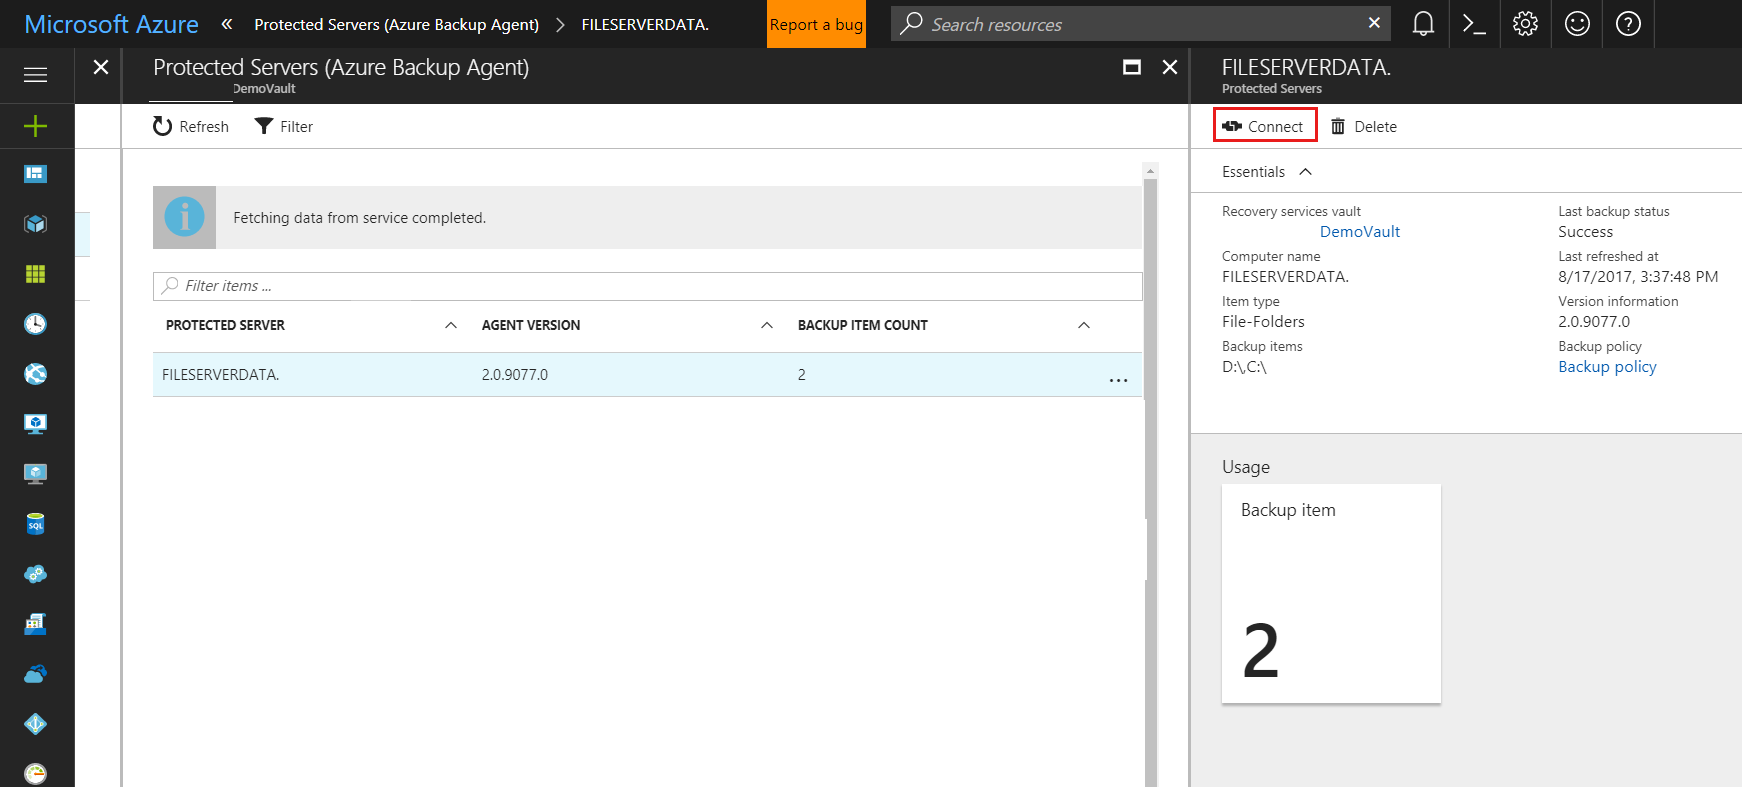 Microsoft Azure « Protected Servers (Azure Backup Agent) > FILESERVERDATA. Report a bug Search resources
Protected Servers (Azure Backup Agent)
DemoVault
Refresh Filter
Fetching data from service completed.
Filter items ...
PROTECTED SERVER AGENT VERSION BACKUP ITEM COUNT
FILESERVERDATA. 2.0.9077.0 2 ...
FILESERVERDATA.
Protected Servers
Connect Delete
Essentials
Recovery services vault
DemoVault
Computer name
FILESERVERDATA.
Item type
File-Folders
Backup items
D:\,C:\
Last backup status
Success
Last refreshed at
8/17/2017, 3:37:48 PM
Version information
2.0.9077.0
Backup policy
Backup policy
Usage
Backup item
2
SQL